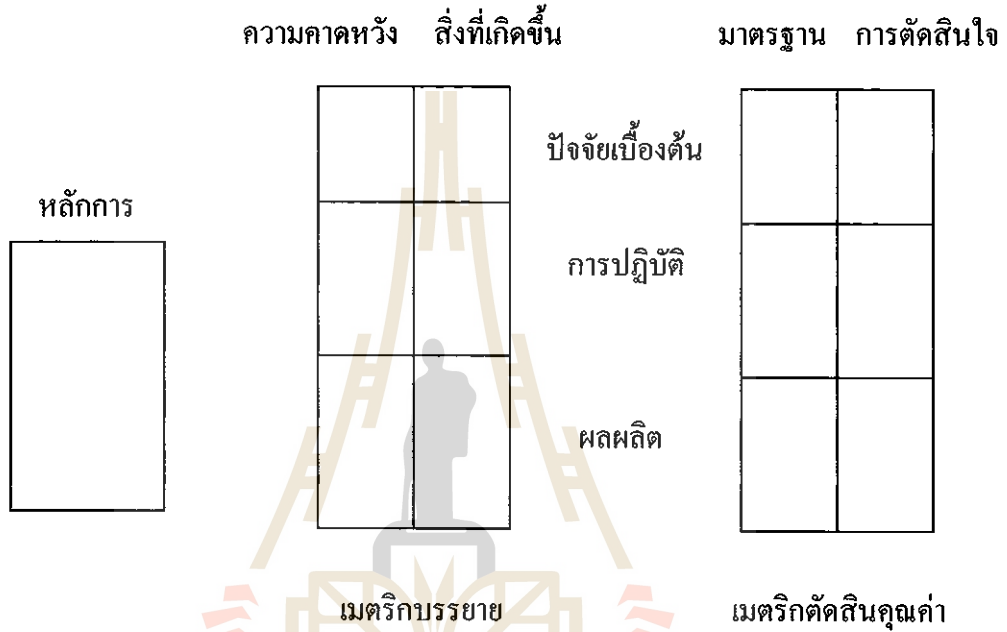 ความคาดหวัง สิ่งที่เกิดขึ้น มาตรฐาน การตัดสินใจ
ปัจจัยเบื้องต้น
หลักการ
การปฏิบัติ
ผลผลิต
เมตริกบรรยาย เมตริกตัดสินคุณค่า